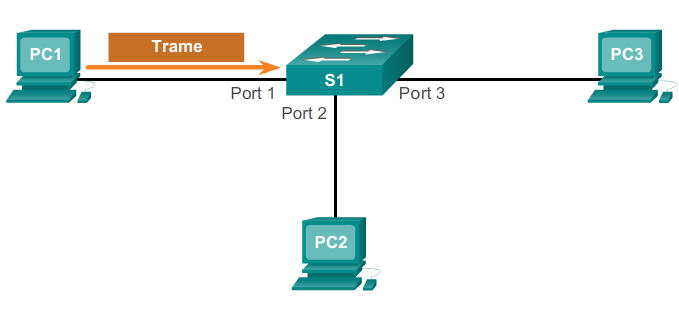 Trame
PC1
S1
PC3
Port 1
Port 3
Port 2
PC2